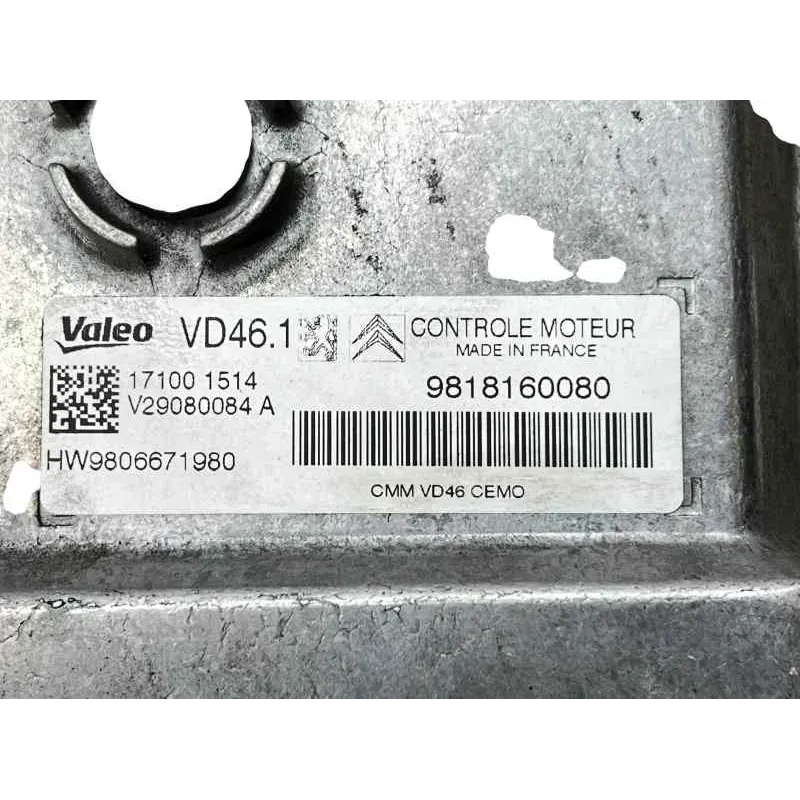 Valeo VD46.1 CONTROLE MOTEUR
MADE IN FRANCE
17100 1514
V29080084 A
9818160080
HW9806671980
CMM VD46 CEMO